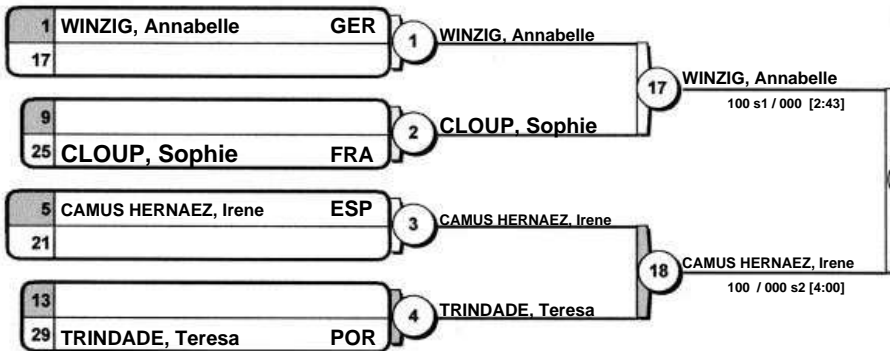 1 WINZIG, Annabelle GER
17
1
WINZIG, Annabelle
9
25 CLOUP, Sophie FRA
2
CLOUP, Sophie
17
WINZIG, Annabelle
100 s1 / 000 [2:43]
5 CAMUS HERNAEZ, Irene ESP
21
3
CAMUS HERNAEZ, Irene
13
29 TRINDADE, Teresa POR
4
TRINDADE, Teresa
18
CAMUS HERNAEZ, Irene
100 / 000 s2 [4:00]